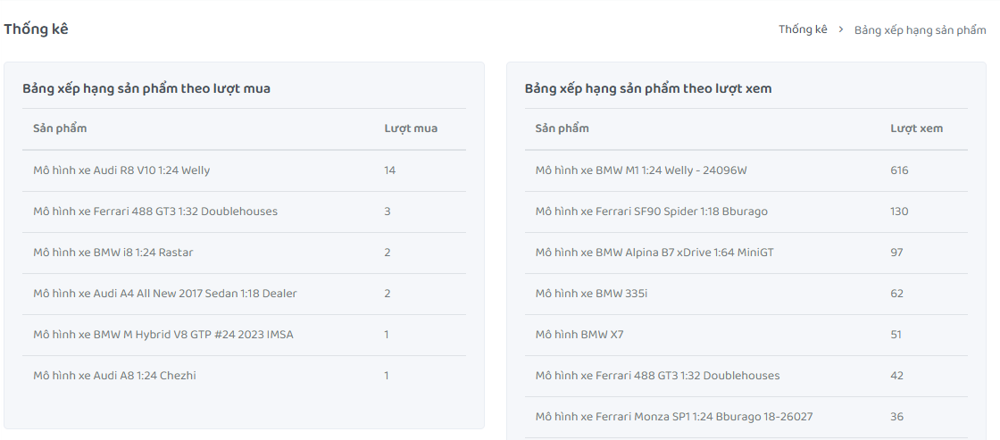 Thống kê
Thống kê > Bảng xếp hạng sản phẩm
Bảng xếp hạng sản phẩm theo lượt mua
Sản phẩm Lượt mua
Mô hình xe Audi R8 V10 1:24 Welly 14
Mô hình xe Ferrari 488 GT3 1:32 Doublehouses 3
Mô hình xe BMW i8 1:24 Rastar 2
Mô hình xe Audi A4 All New 2017 Sedan 1:18 Dealer 2
Mô hình xe BMW M Hybrid V8 GTP #24 2023 IMSA 1
Mô hình xe Audi A8 1:24 Chezhi 1
Bảng xếp hạng sản phẩm theo lượt xem
Sản phẩm Lượt xem
Mô hình xe BMW M1 1:24 Welly - 24096W 616
Mô hình xe Ferrari SF90 Spider 1:18 Bburago 130
Mô hình xe BMW Alpina B7 xDrive 1:64 MiniGT 97
Mô hình xe BMW 335i 62
Mô hình BMW X7 51
Mô hình xe Ferrari 488 GT3 1:32 Doublehouses 42
Mô hình xe Ferrari Monza SP1 1:24 Bburago 18-26027 36